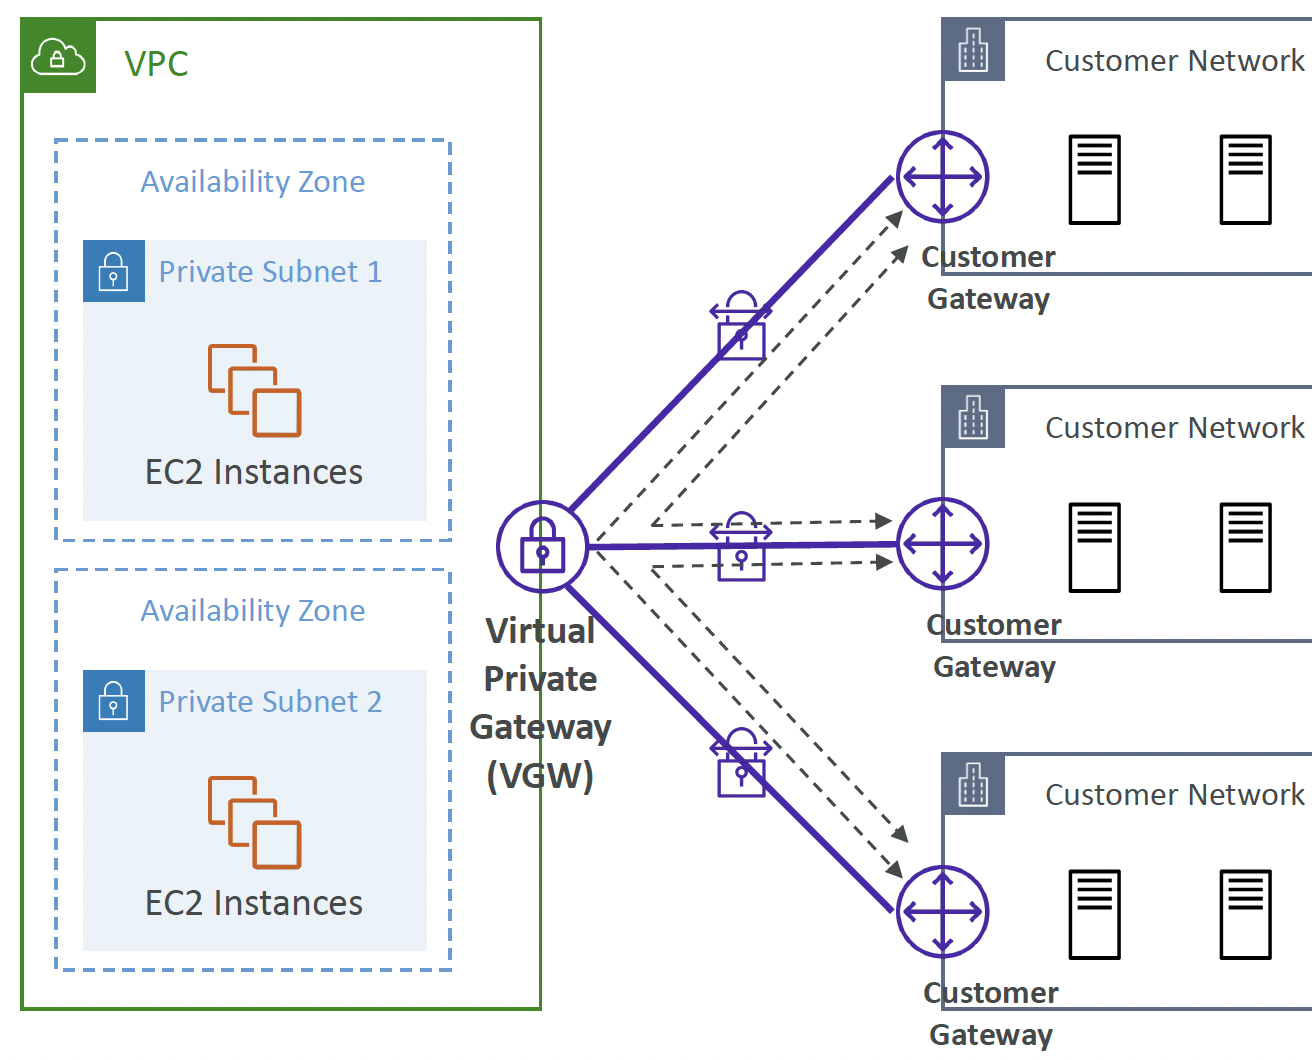 VPC
Availability Zone
Private Subnet 1
EC2 Instances
Availability Zone
Private Subnet 2
EC2 Instances
Virtual
Private
Gateway
(VGW)
Customer Network
Customer
Gateway
Customer Network
Customer
Gateway
Customer Network
Customer
Gateway